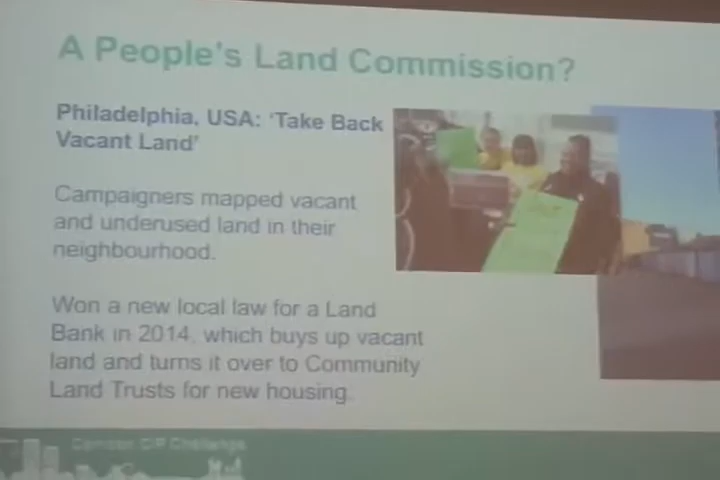 A People's Land Commission?
Philadelphia, USA: 'Take Back
Vacant Land'
Campaigners mapped vacant
and underused land in their
neighbourhood.
Won a new local law for a Land
Bank in 2014, which buys up vacant
land and turns it over to Community
Land Trusts for new housing.
Camden Challenge